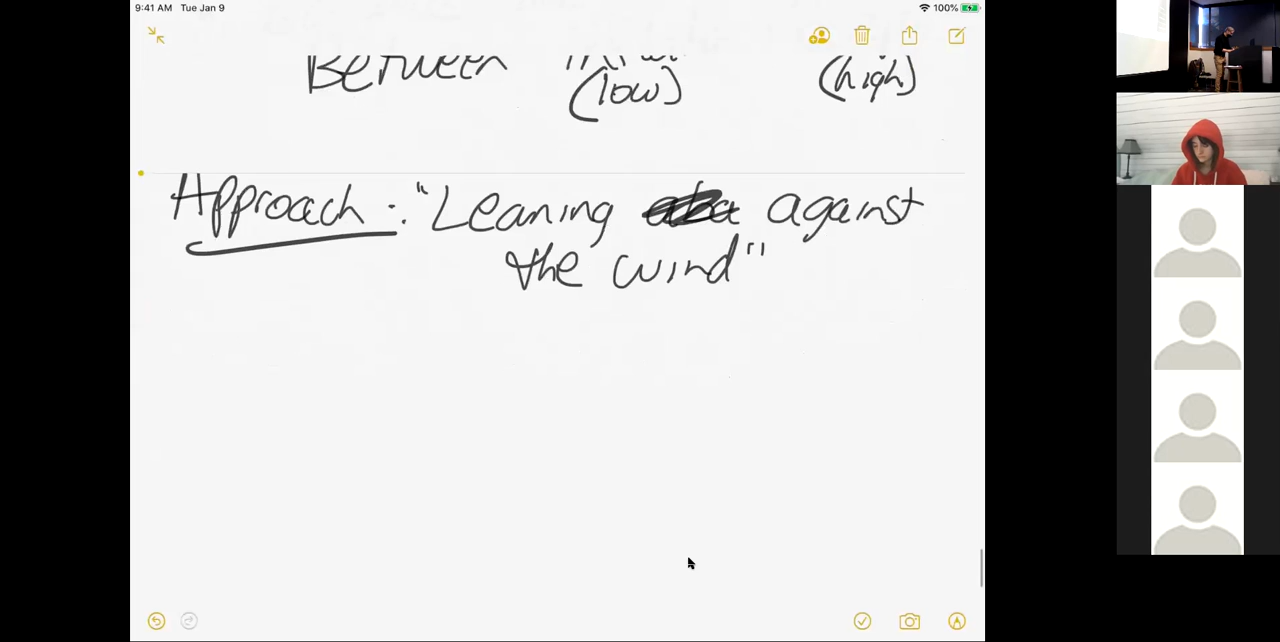 9:41 AM Tue Jan 9 100%
Between
(low) (high)
Approach: "Leaning against
the wind"